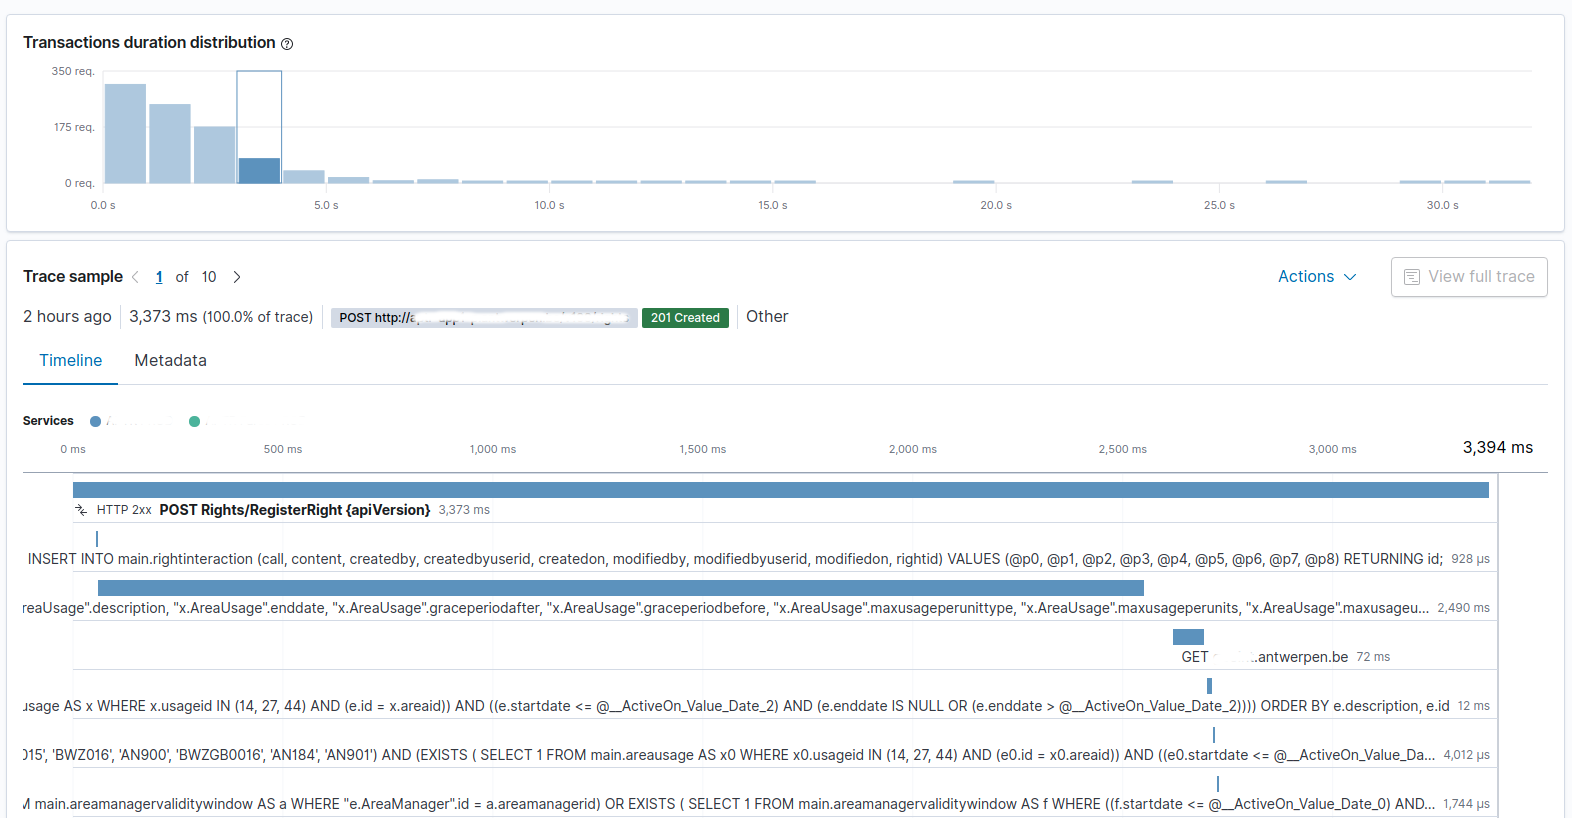 Transactions duration distribution
350 req.
175 req.
0 req.
0.0 s 5.0 s 10.0 s 15.0 s 20.0 s 25.0 s 30.0 s
Trace sample 1 of 10 Actions View full trace
2 hours ago 3,373 ms (100.0% of trace) POST http:// 201 Created Other
Timeline Metadata
Services
0 ms 500 ms 1,000 ms 1,500 ms 2,000 ms 2,500 ms 3,000 ms 3,394 ms
HTTP 2xx POST Rights/RegisterRight {apiVersion} 3,373 ms
INSERT INTO main.rightinteraction (call, content, createdby, createdbyuserid, createdon, modifiedby, modifiedbyuserid, modifiedon, rightid) VALUES (@p0, @p1, @p2, @p3, @p4, @p5, @p6, @p7, @p8) RETURNING id; 928 μs
reaUsage".description, "x.AreaUsage".enddate, "x.AreaUsage".graceperiodafter, "x.AreaUsage".graceperiodbefore, "x.AreaUsage".maxusageperunittype, "x.AreaUsage".maxusageperunits, "x.AreaUsage".maxusageu... 2,490 ms
GET .antwerpen.be 72 ms
usage AS x WHERE x.usageid IN (14, 27, 44) AND (e.id = x.areaid)) AND ((e.startdate <= @__ActiveOn_Value_Date_2) AND (e.enddate IS NULL OR (e.enddate > @__ActiveOn_Value_Date_2)))) ORDER BY e.description, e.id 12 ms
015', 'BWZ016', 'AN900', 'BWZGB0016', 'AN184', 'AN901') AND (EXISTS ( SELECT 1 FROM main.areausage AS x0 WHERE x0.usageid IN (14, 27, 44) AND (e0.id = x0.areaid)) AND ((e0.startdate <= @__ActiveOn_Value_Da... 4,012 μs
M main.areamanagervaliditywindow AS a WHERE "e.AreaManager".id = a.areamanagerid) OR EXISTS ( SELECT 1 FROM main.areamanagervaliditywindow AS f WHERE ((f.startdate <= @__ActiveOn_Value_Date_0) AND... 1,744 μs